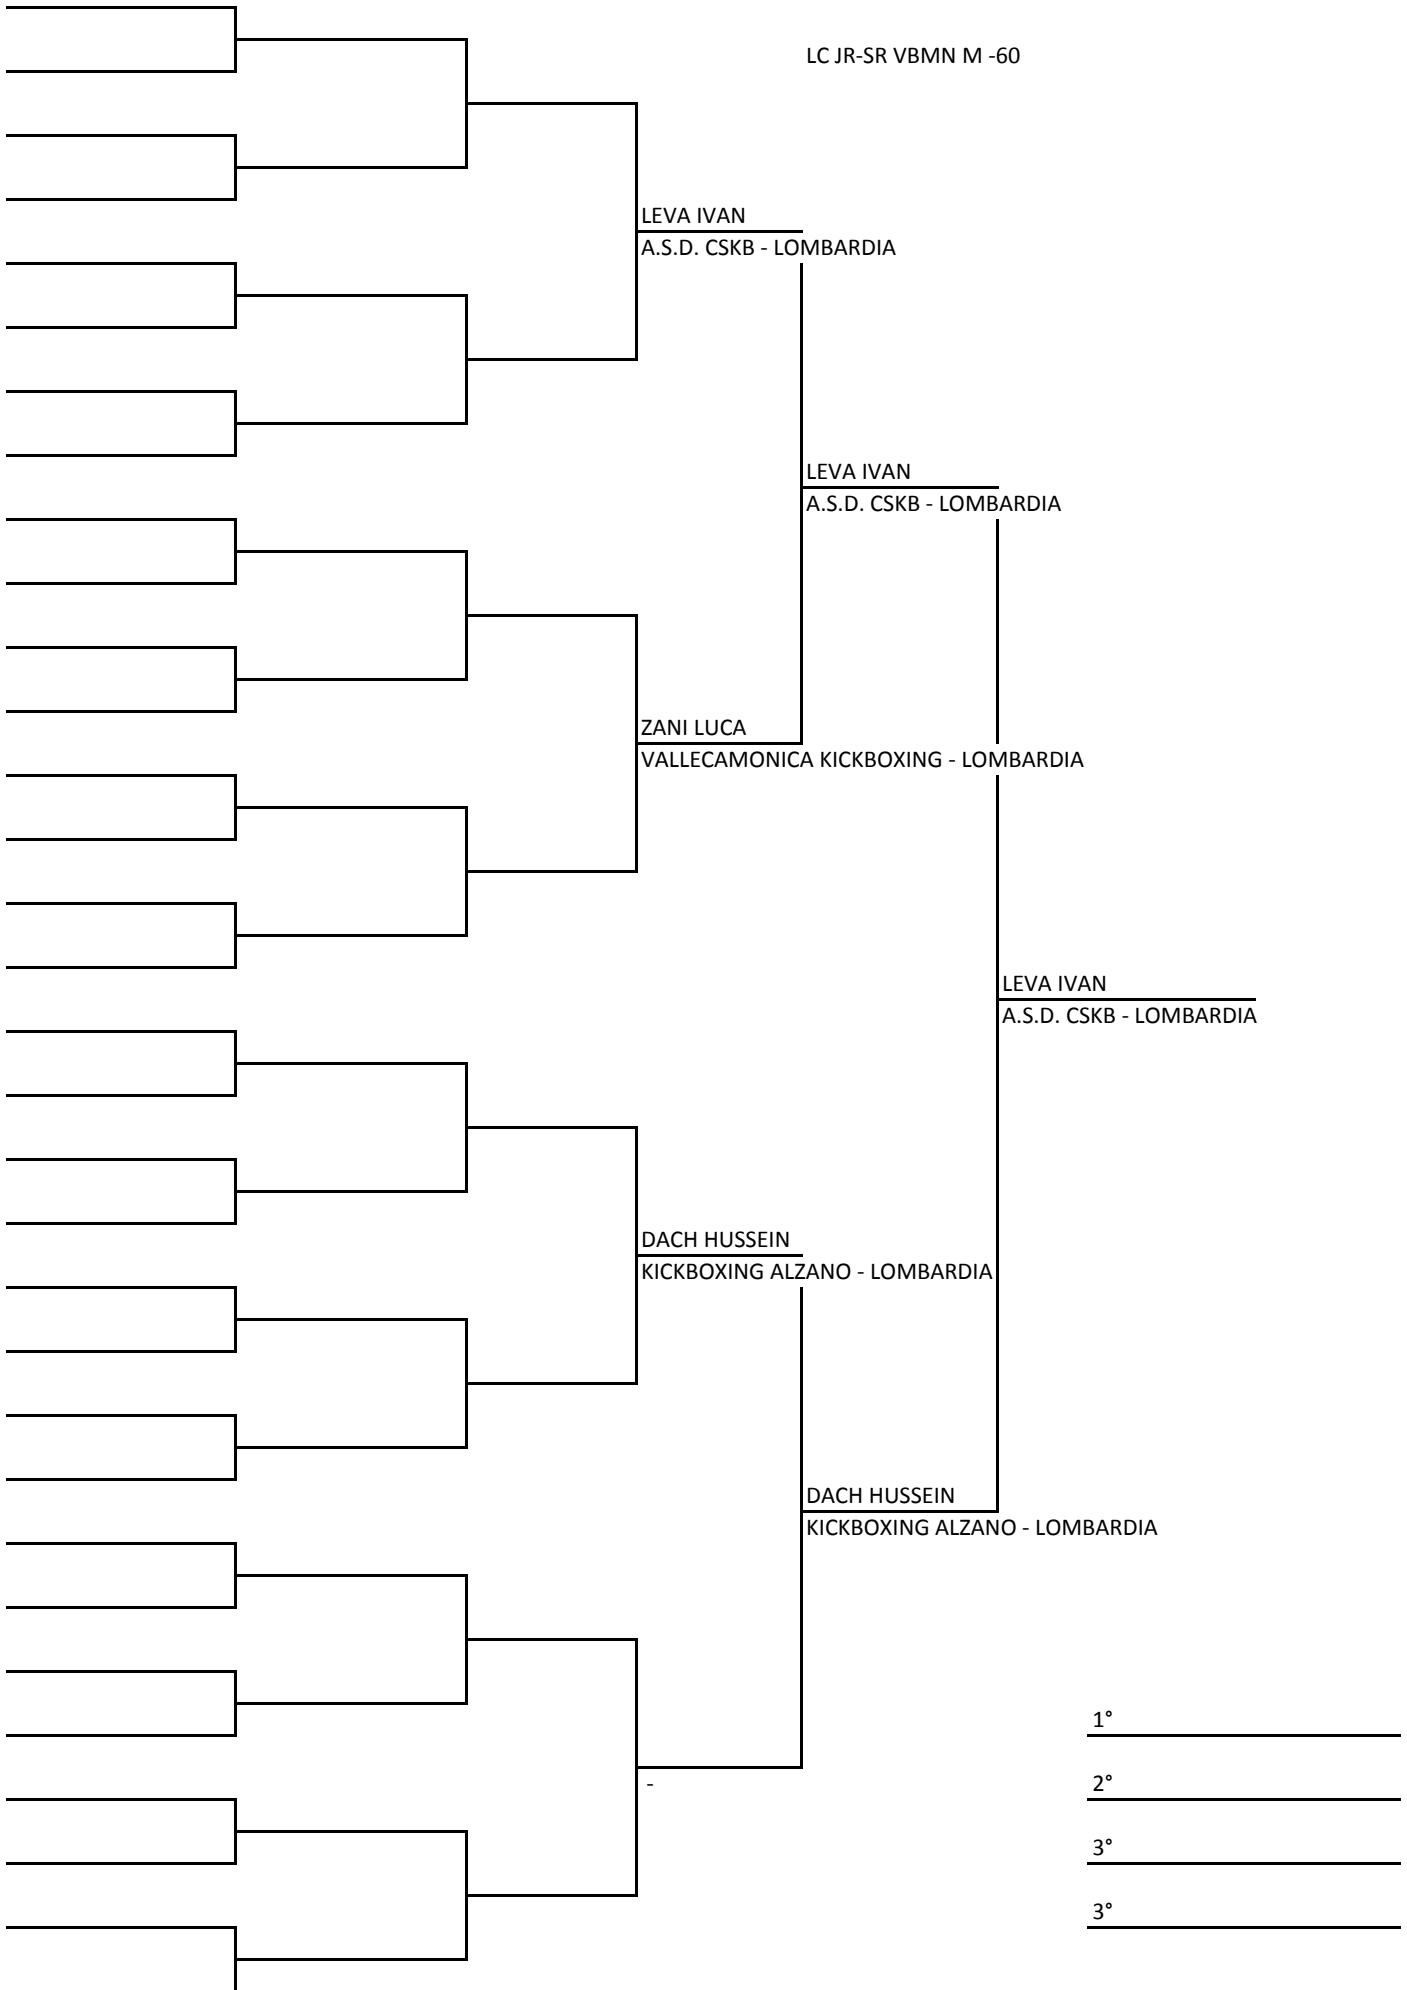 LC JR-SR VBMN M -60
LEVA IVAN
A.S.D. CSKB - LOMBARDIA
LEVA IVAN
A.S.D. CSKB - LOMBARDIA
ZANI LUCA
VALLECAMONICA KICKBOXING - LOMBARDIA
LEVA IVAN
A.S.D. CSKB - LOMBARDIA
DACH HUSSEIN
KICKBOXING ALZANO - LOMBARDIA
DACH HUSSEIN
KICKBOXING ALZANO - LOMBARDIA
1°
-
2°
3°
3°